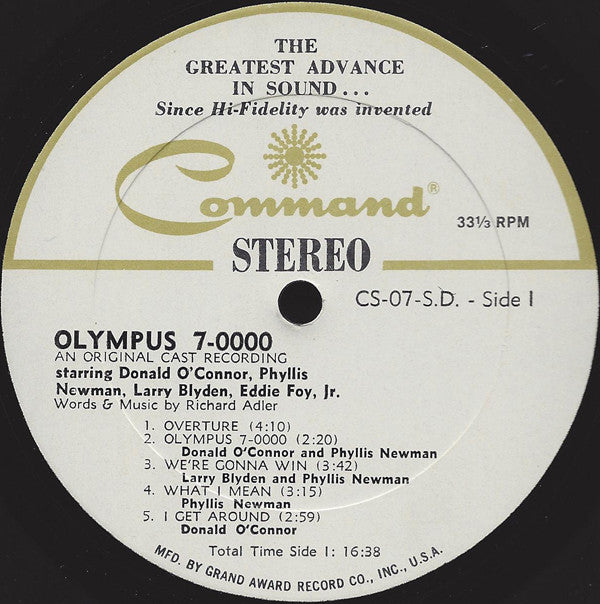 THE
GREATEST ADVANCE
IN SOUND...
Since Hi-Fidelity was invented
Command®
33⅓ RPM
STEREO
CS-07-S.D. - Side 1
OLYMPUS 7-0000
AN ORIGINAL CAST RECORDING
starring Donald O'Connor, Phyllis
Newman, Larry Blyden, Eddie Foy, Jr.
Words & Music by Richard Adler
1. OVERTURE (4:10)
2. OLYMPUS 7-0000 (2:20)
Donald O'Connor and Phyllis Newman
3. WE'RE GONNA WIN (3:42)
Larry Blyden and Phyllis Newman
4. WHAT I MEAN (3:15)
Phyllis Newman
5. I GET AROUND (2:59)
Donald O'Connor
Total Time Side 1: 16:38
MFD. BY GRAND AWARD RECORD CO., INC., U.S.A.